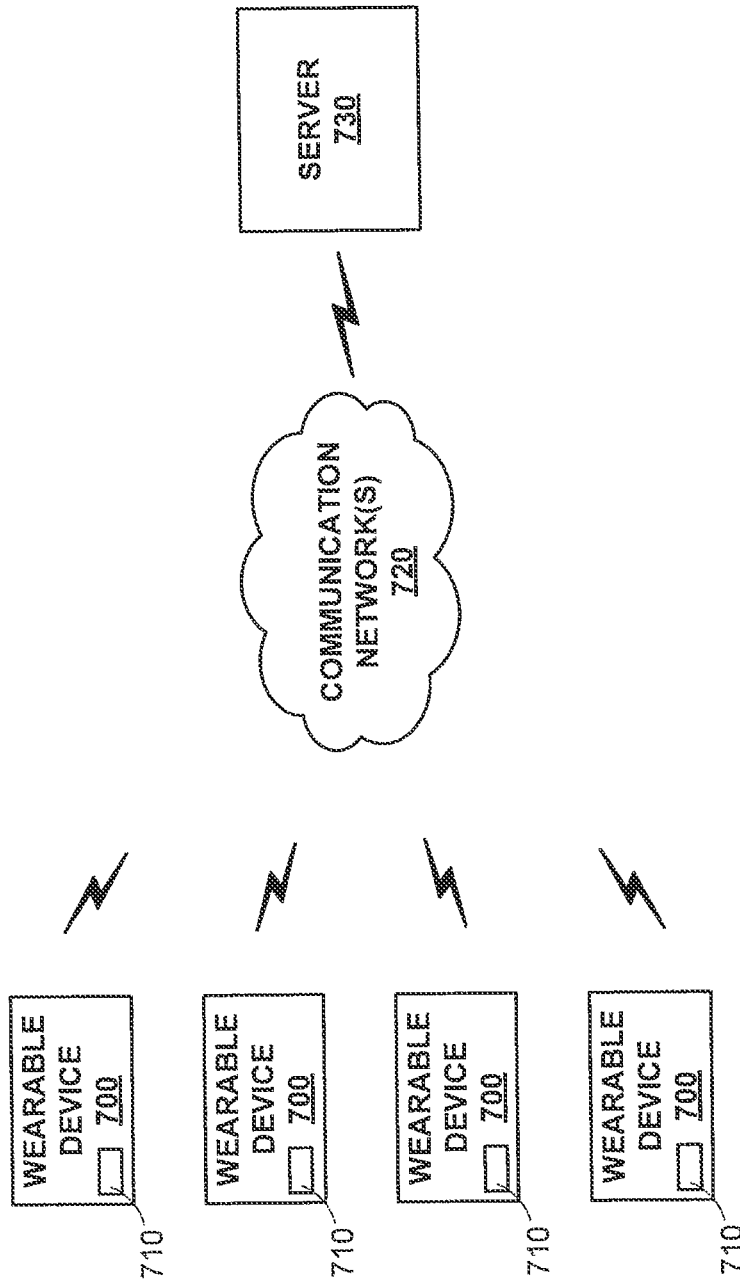 WEARABLE
DEVICE
700
710
WEARABLE
DEVICE
700
710
WEARABLE
DEVICE
700
710
WEARABLE
DEVICE
700
710
COMMUNICATION
NETWORK(S)
720
SERVER
730